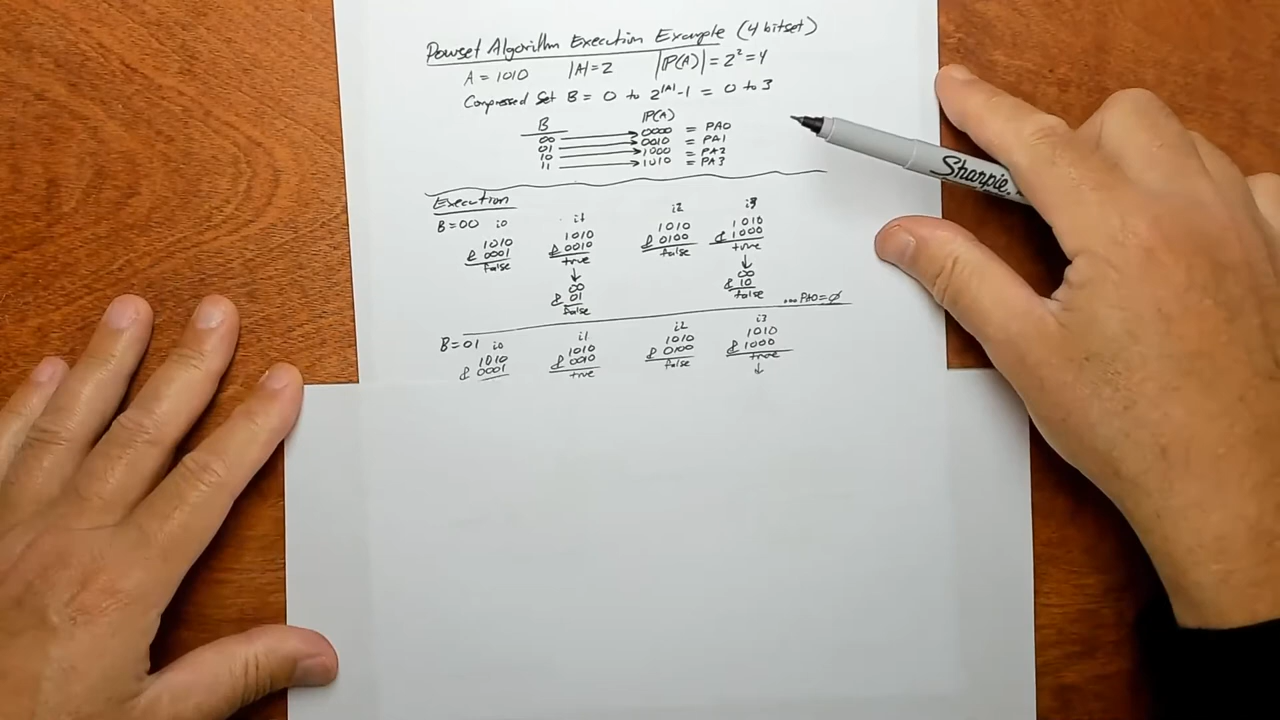 Powset Algorithm Execution Example (4 bitset)
A = 1010 |A|=2 |P(A)| = 2² = 4
Compressed Set B = 0 to 2^|A|-1 = 0 to 3
B P(A)
00 → 0000 = PA0
01 → 0010 = PA1
10 → 1000 = PA2
11 → 1010 = PA3
Execution
B=00 i0 i1 i2 i3
1010 1010 1010 1010
& 0001 & 0010 & 0100 & 1000
false true false true
↓ ↓
00 00
& 01 & 10
false false
...PA0=∅
B=01 i0 i1 i2 i3
1010 1010 1010 1010
& 0001 & 0010 & 0100 & 1000
true false true
↓
Sharpie